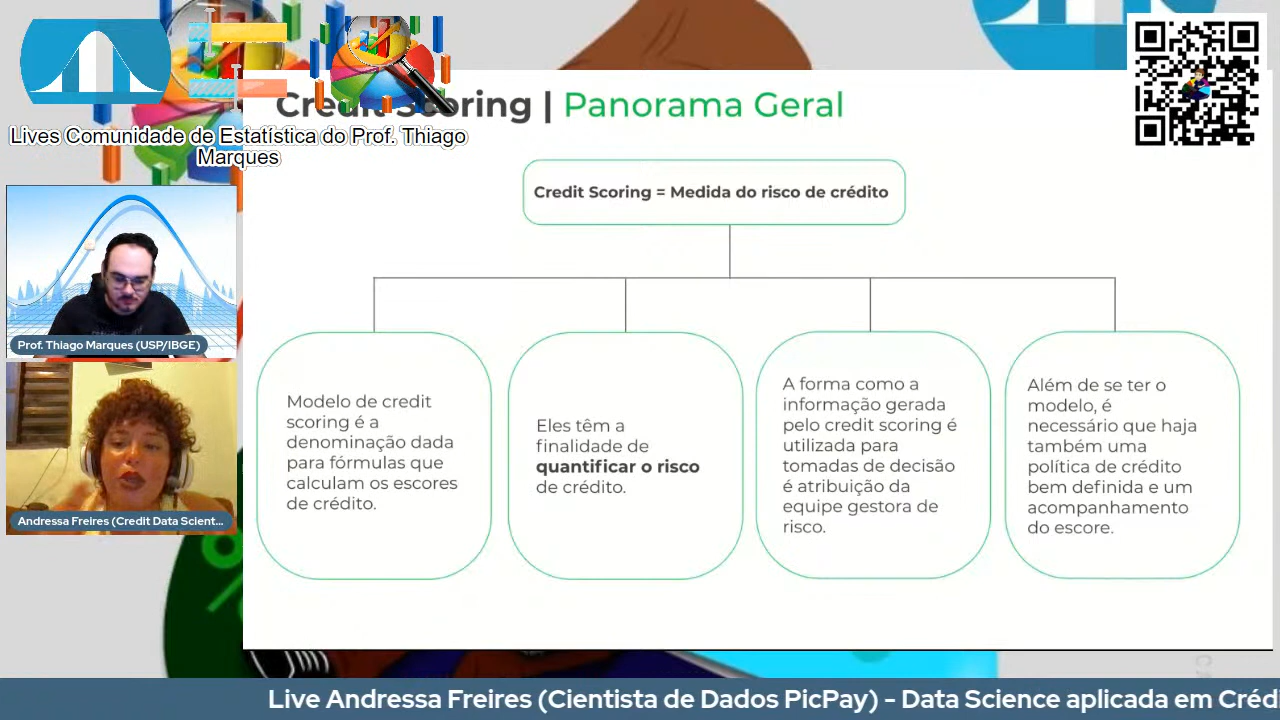 Credit Scoring | Panorama Geral
Lives Comunidade de Estatística do Prof. Thiago
Marques
Credit Scoring = Medida do risco de crédito
Prof. Thiago Marques (USP/IBGE)
Andressa Freires (Credit Data Scient...
Modelo de credit
scoring é a
denominação dada
para fórmulas que
calculam os escores
de crédito.
Eles têm a
finalidade de
quantificar o risco
de crédito.
A forma como a
informação gerada
pelo credit scoring é
utilizada para
tomadas de decisão
é atribuição da
equipe gestora de
risco.
Além de se ter o
modelo, é
necessário que haja
também uma
política de crédito
bem definida e um
acompanhamento
do escore.
Live Andressa Freires (Cientista de Dados PicPay) - Data Science aplicada em Créd